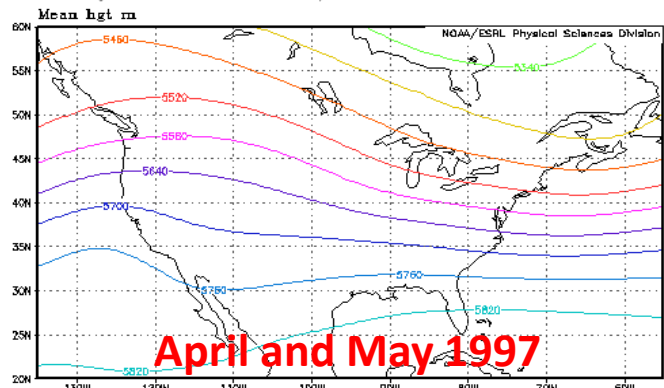 Mean hgt m
NOAA/ESRL Physical Sciences Division
60N
55N
50N
45N
40N
35N
30N
25N
20N
5460
5340
5520
5580
5640
5700
5760
5760
5820
5820
April and May 1997